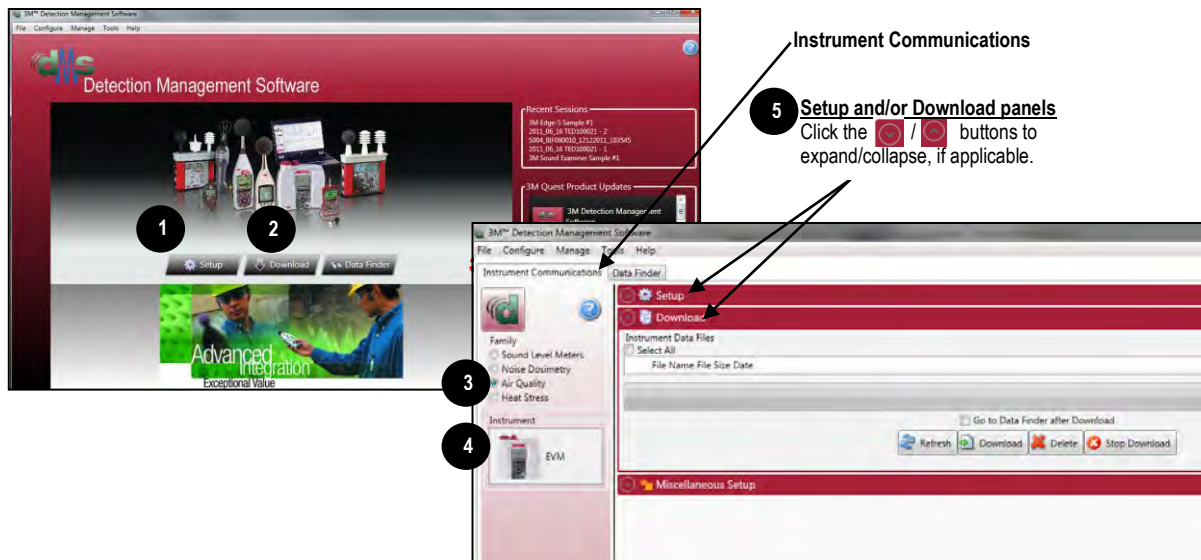 3M™ Detection Management Software
File Configure Manage Tools Help
dms
Detection Management Software
Recent Sessions
3M Edge-5 Sample #1
2011_06_16 TED100021 - 2
S004_BIF090010_12122011_103545
2011_06_16 TED100021 - 1
3M Sound Examiner Sample #1
3M Quest Product Updates
3M Detection Management
Software
1
2
Setup
Download
Data Finder
Advanced
Integration
Exceptional Value
Instrument Communications
5 Setup and/or Download panels
Click the / buttons to
expand/collapse, if applicable.
3M™ Detection Management Software
File Configure Manage Tools Help
Instrument Communications Data Finder
Setup
Download
Instrument Data Files
Select All
File Name File Size Date
Go to Data Finder after Download
Refresh Download Delete Stop Download
Miscellaneous Setup
Family
Sound Level Meters
Noise Dosimetry
3
Air Quality
Heat Stress
Instrument
4
EVM